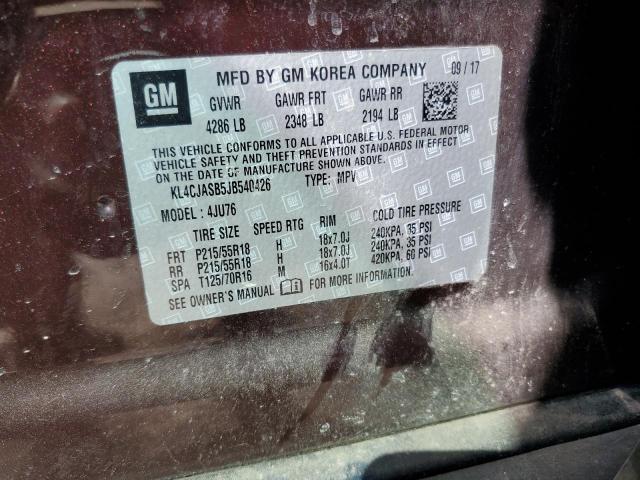 GM
MFD BY GM KOREA COMPANY 09 / 17
GVWR GAWR FRT GAWR RR
4286 LB 2348 LB 2194 LB
THIS VEHICLE CONFORMS TO ALL APPLICABLE U.S. FEDERAL MOTOR
VEHICLE SAFETY AND THEFT PREVENTION STANDARDS IN EFFECT
ON THE DATE OF MANUFACTURE SHOWN ABOVE.
KL4CJASB5JB540426 TYPE: MPV
MODEL : 4JU76
TIRE SIZE SPEED RTG RIM COLD TIRE PRESSURE
FRT P215/55R18 H 18x7.0J 240KPA, 35 PSI
RR P215/55R18 H 18x7.0J 240KPA, 35 PSI
SPA T125/70R16 M 16x4.0T 420KPA, 60 PSI
SEE OWNER'S MANUAL FOR MORE INFORMATION.